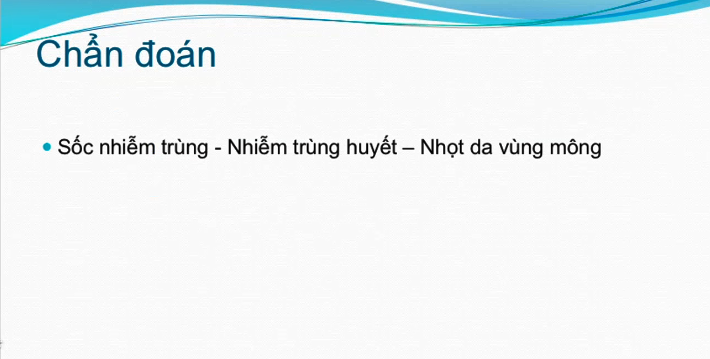 Chẩn đoán
• Sốc nhiễm trùng - Nhiễm trùng huyết – Nhọt da vùng mông